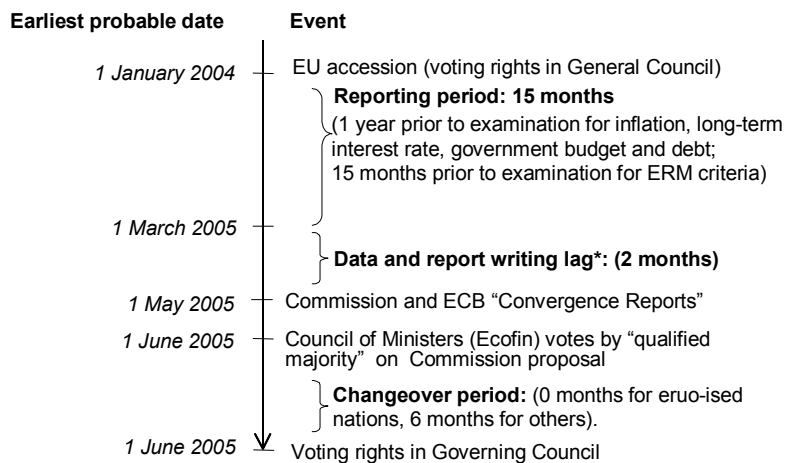 Earliest probable date Event
1 January 2004 EU accession (voting rights in General Council)
Reporting period: 15 months
(1 year prior to examination for inflation, long-term
interest rate, government budget and debt;
15 months prior to examination for ERM criteria)
1 March 2005
Data and report writing lag*: (2 months)
1 May 2005 Commission and ECB “Convergence Reports”
1 June 2005 Council of Ministers (Ecofin) votes by “qualified
majority” on Commission proposal
Changeover period: (0 months for eruo-ised
nations, 6 months for others).
1 June 2005 Voting rights in Governing Council